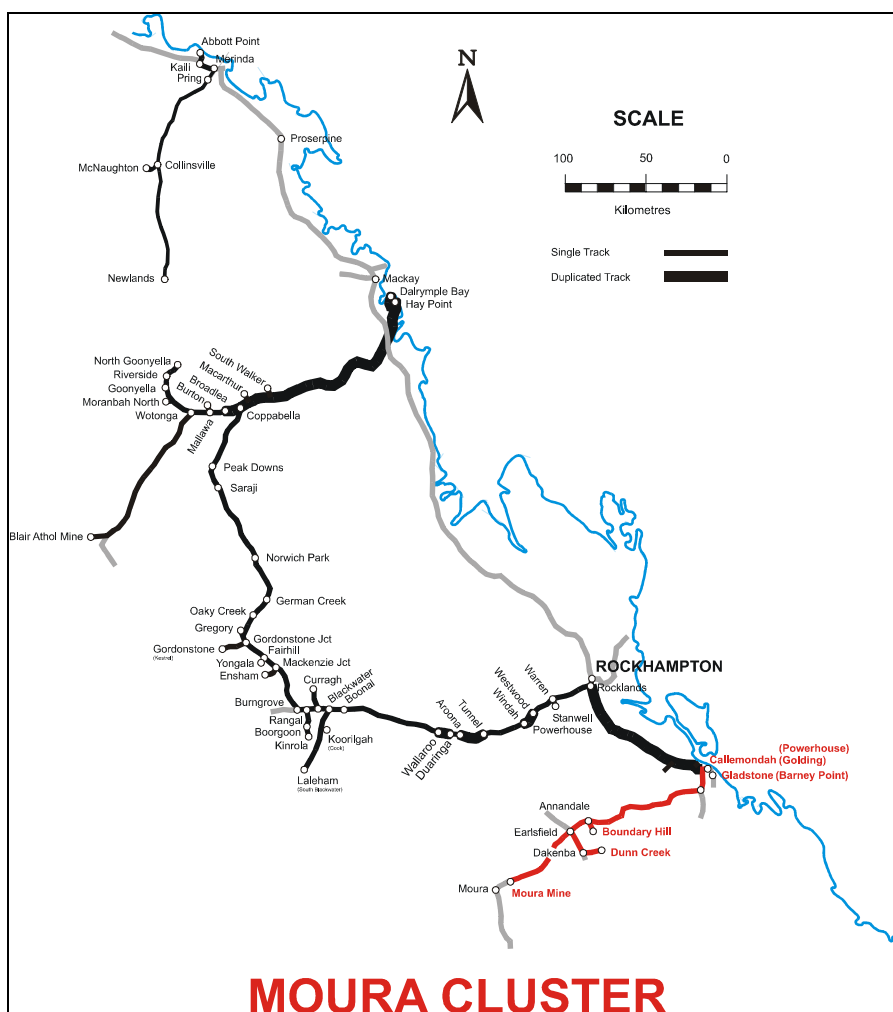 Abbott Point
Kaili
Merinda
Pring
N
SCALE
100 50 0
Kilometres
Single Track
Duplicated Track
Proserpine
McNaughton
Collinsville
Newlands
Mackay
Dalrymple Bay
Hay Point
North Goonyella
Riverside
Goonyella
Moranbah North
Wotonga
Burton
Mallawa
Broadlea
Macarthur
South Walker
Coppabella
Peak Downs
Saraji
Blair Athol Mine
Norwich Park
German Creek
Oaky Creek
Gregory
Gordonstone Jct
Gordonstone
(Kestrel)
Fairhill
Yongala
Mackenzie Jct
Ensham
Curragh
Burngrove
Blackwater
Boonal
Rangal
Boorgoon
Kinrola
Koorilgah
(Cook)
Laleham
(South Blackwater)
Wallaroo
Duaringa
Aroona
Tunnel
Windah
Westwood
Warren
Stanwell
Powerhouse
ROCKHAMPTON
Rocklands
(Powerhouse)
Callemondah (Golding)
Gladstone (Barney Point)
Annandale
Earlsfield
Boundary Hill
Dakenba
Dunn Creek
Moura
Moura Mine
MOURA CLUSTER